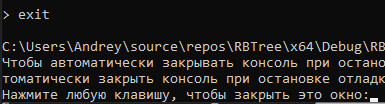 > exit
C:\Users\Andrey\source\repos\RBTree\x64\Debug\RB
Чтобы автоматически закрывать консоль при остано
томатически закрыть консоль при остановке отладк
Нажмите любую клавишу, чтобы закрыть это окно: